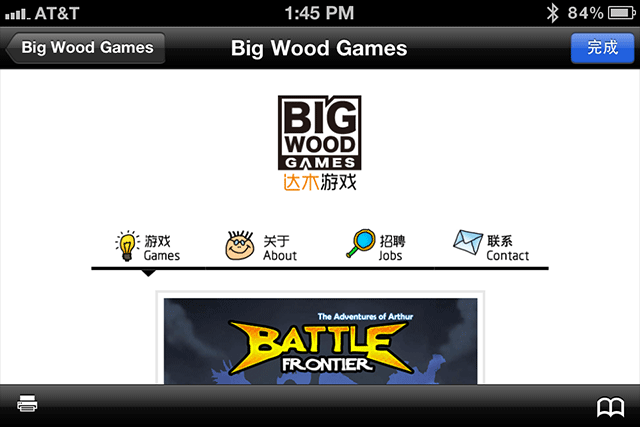 AT&T
1:45 PM
84%
Big Wood Games
Big Wood Games
完成
BIG
WOOD
GAMES
达木游戏
游戏
Games
关于
About
招聘
Jobs
联系
Contact
The Adventures of Arthur
BATTLE
FRONTIER